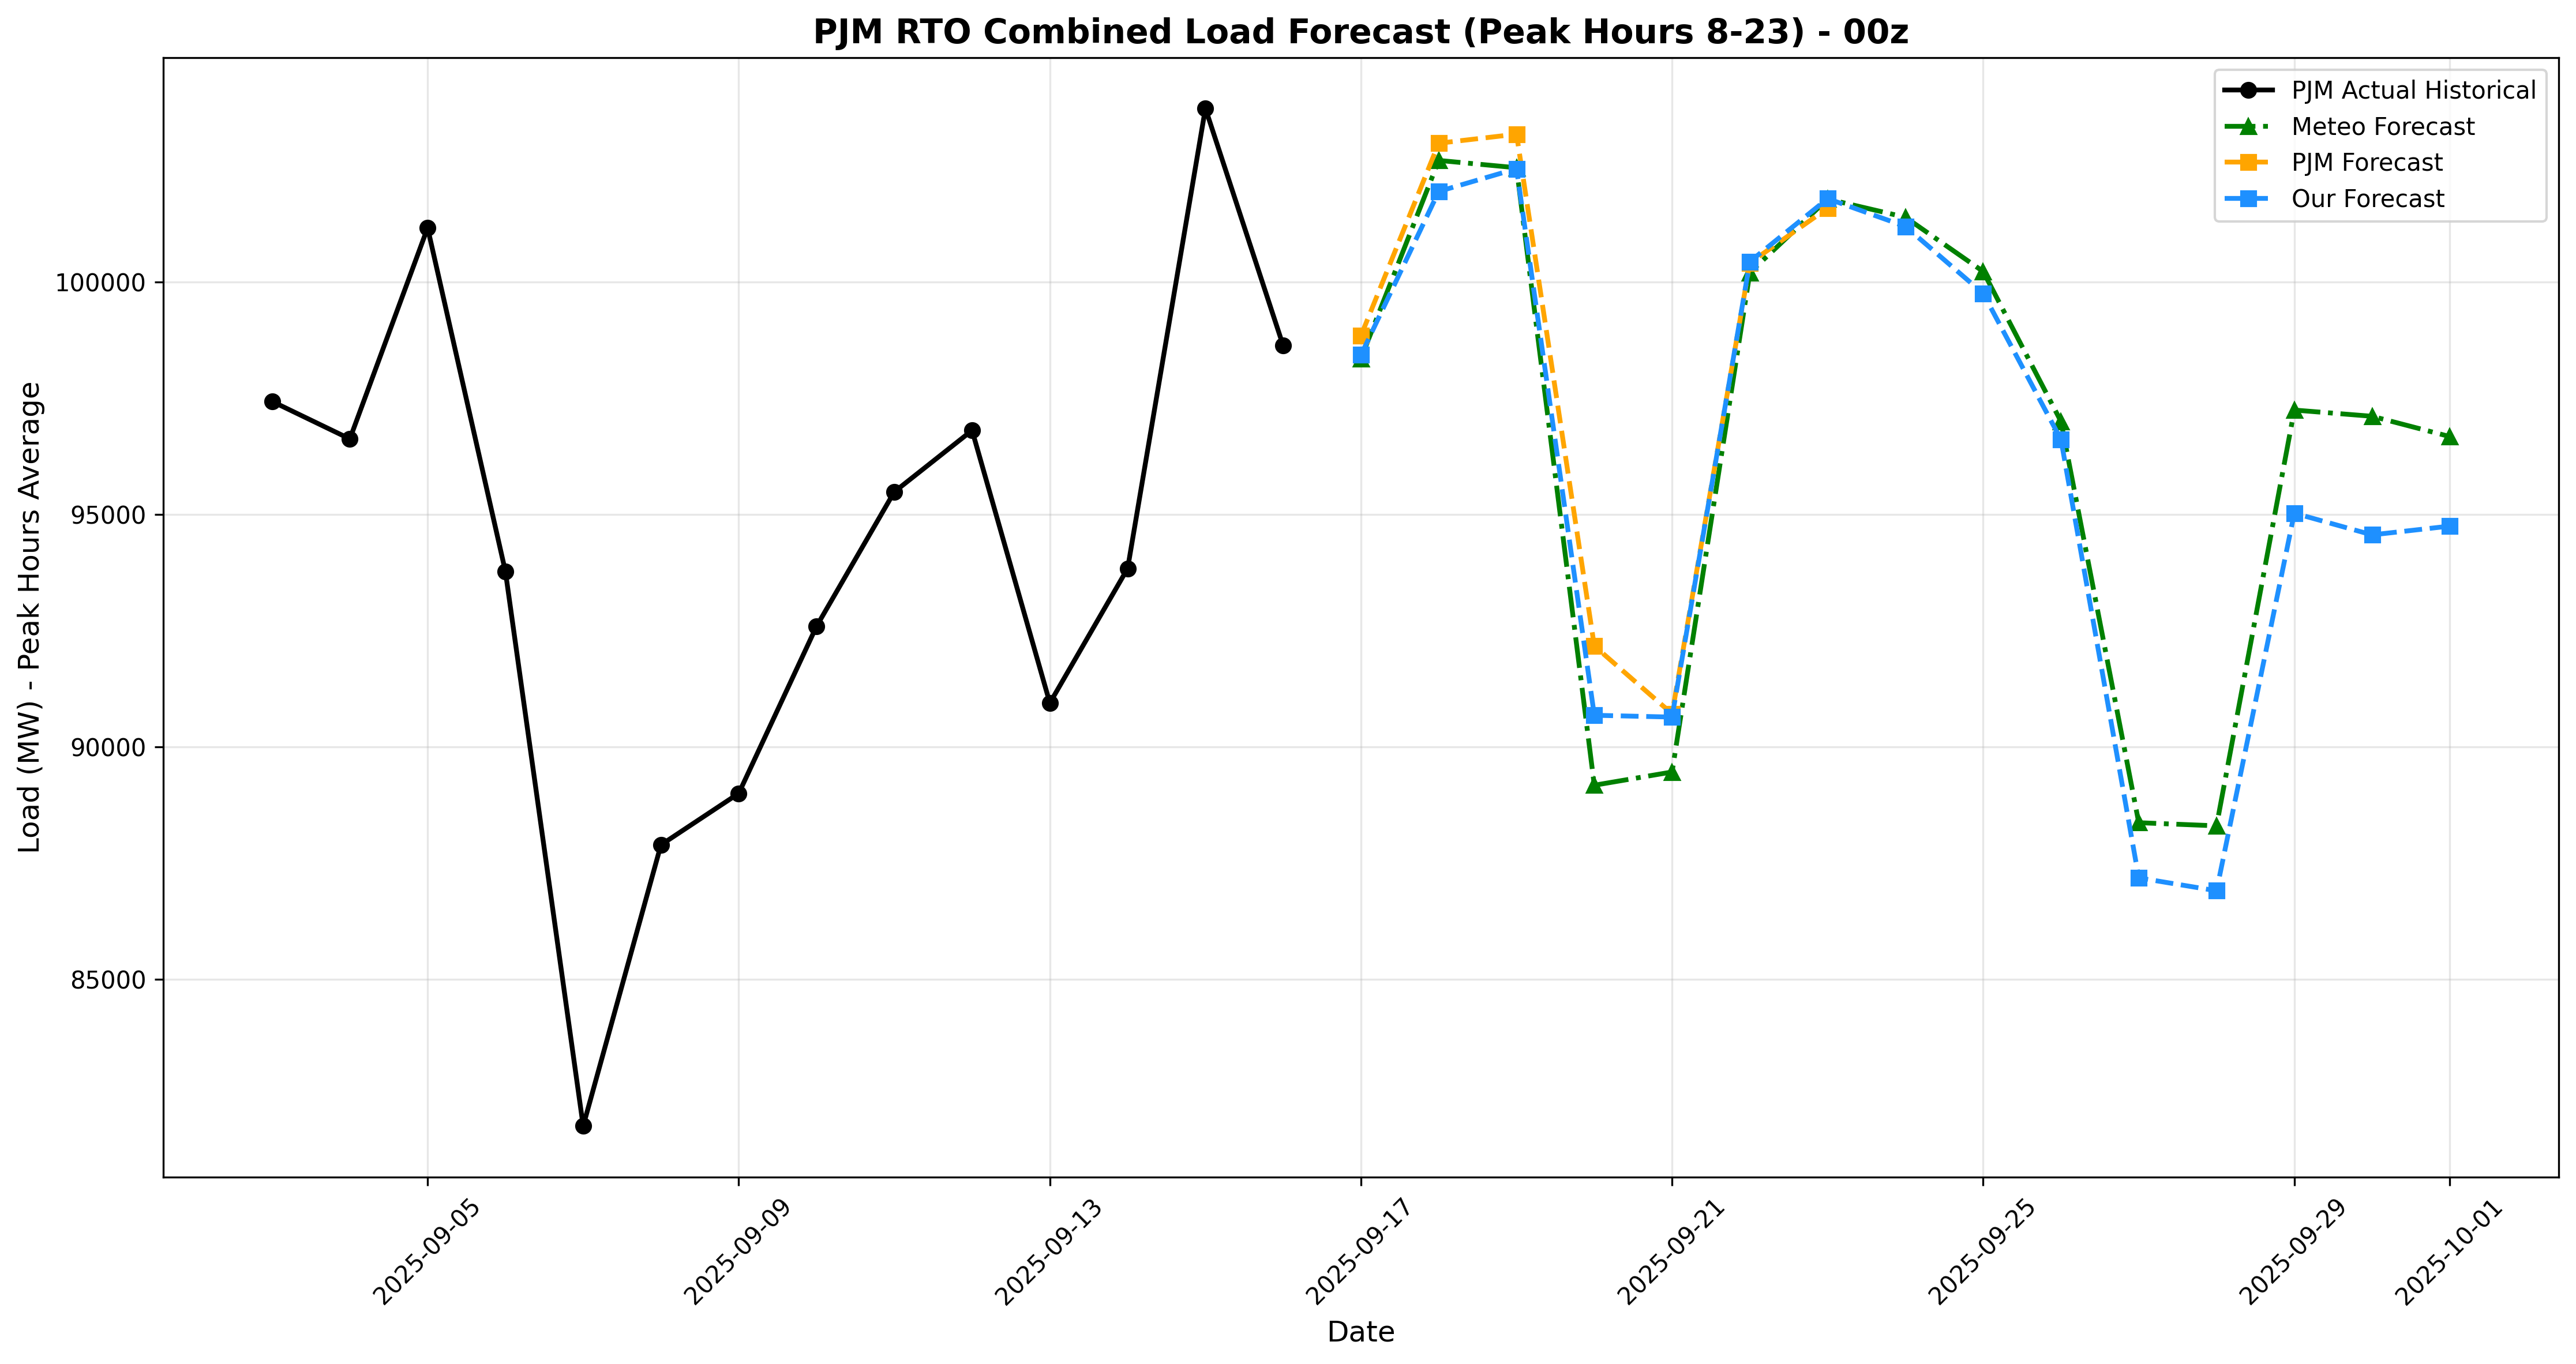 PJM RTO Combined Load Forecast (Peak Hours 8-23) - 00z
PJM Actual Historical
Meteo Forecast
PJM Forecast
Our Forecast
Load (MW) - Peak Hours Average
100000
95000
90000
85000
2025-09-05
2025-09-09
2025-09-13
2025-09-17
2025-09-21
2025-09-25
2025-09-29
2025-10-01
Date